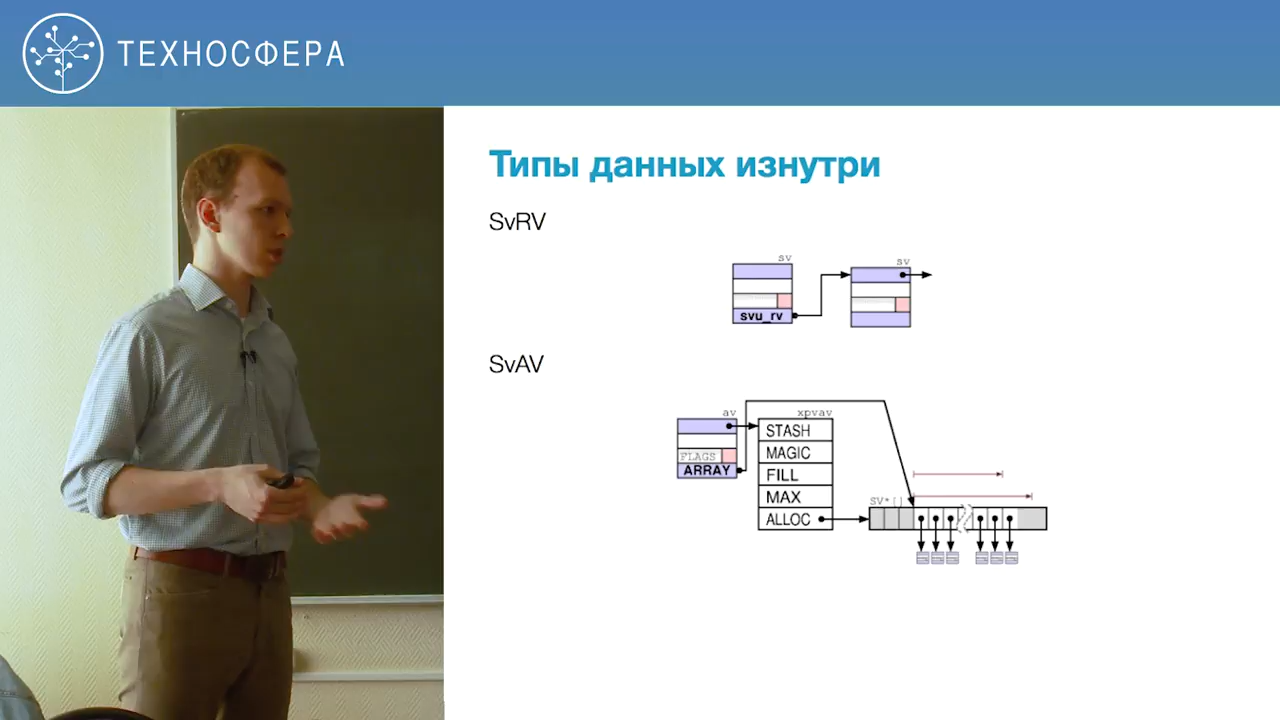 ТЕХНОСФЕРА
Типы данных изнутри
SvRV
sv
sv
svu_rv
SvAV
av
xpvav
STASH
MAGIC
FLAGS
FILL
ARRAY
MAX
SV*[]
ALLOC